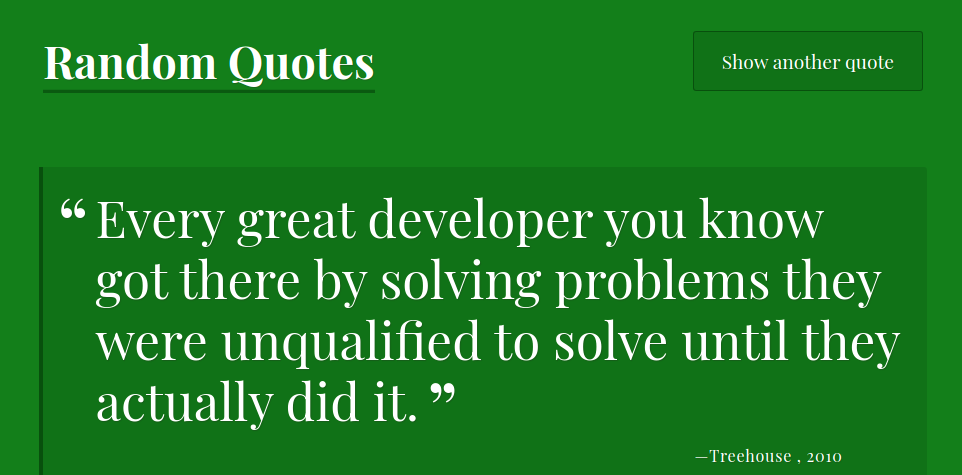 Random Quotes
Show another quote
“ Every great developer you know
got there by solving problems they
were unqualified to solve until they
actually did it. ”
—Treehouse , 2010